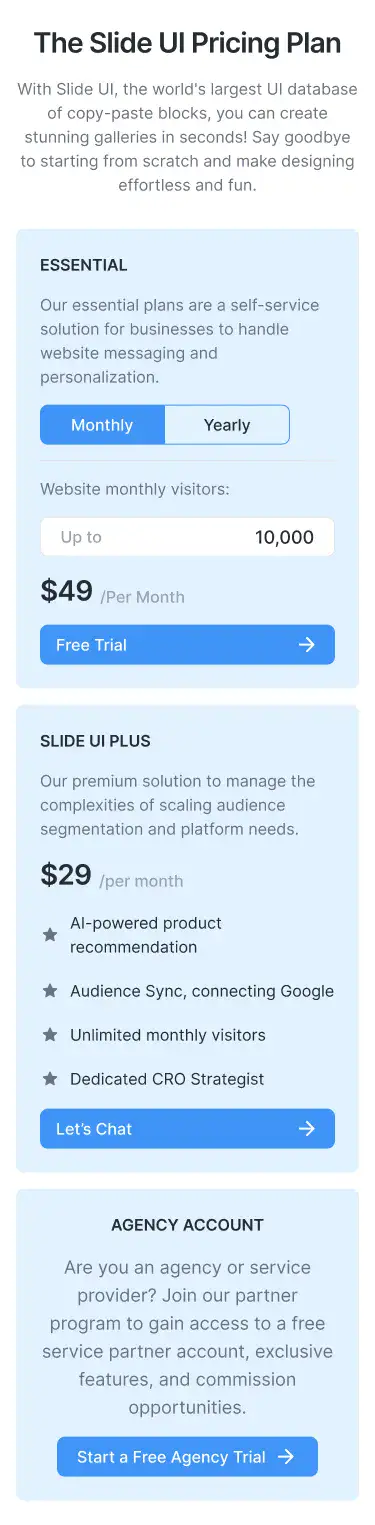 The Slide UI Pricing Plan
With Slide UI, the world's largest UI database
of copy-paste blocks, you can create
stunning galleries in seconds! Say goodbye
to starting from scratch and make designing
effortless and fun.
ESSENTIAL
Our essential plans are a self-service
solution for businesses to handle
website messaging and
personalization.
Monthly Yearly
Website monthly visitors:
Up to 10,000
$49 /Per Month
Free Trial
SLIDE UI PLUS
Our premium solution to manage the
complexities of scaling audience
segmentation and platform needs.
$29 /per month
AI-powered product
recommendation
Audience Sync, connecting Google
Unlimited monthly visitors
Dedicated CRO Strategist
Let’s Chat
AGENCY ACCOUNT
Are you an agency or service
provider? Join our partner
program to gain access to a free
service partner account, exclusive
features, and commission
opportunities.
Start a Free Agency Trial